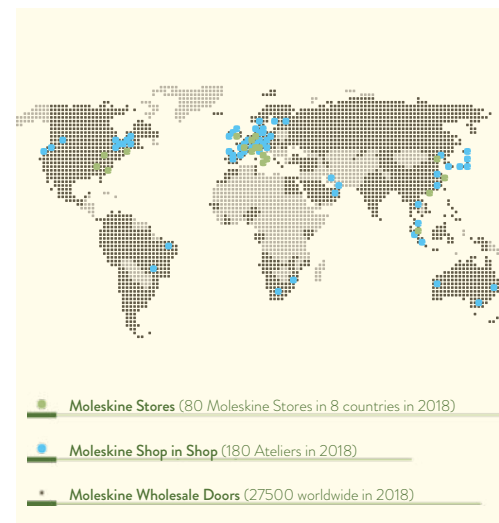 Moleskine Stores (80 Moleskine Stores in 8 countries in 2018)
Moleskine Shop in Shop (180 Ateliers in 2018)
Moleskine Wholesale Doors (27500 worldwide in 2018)